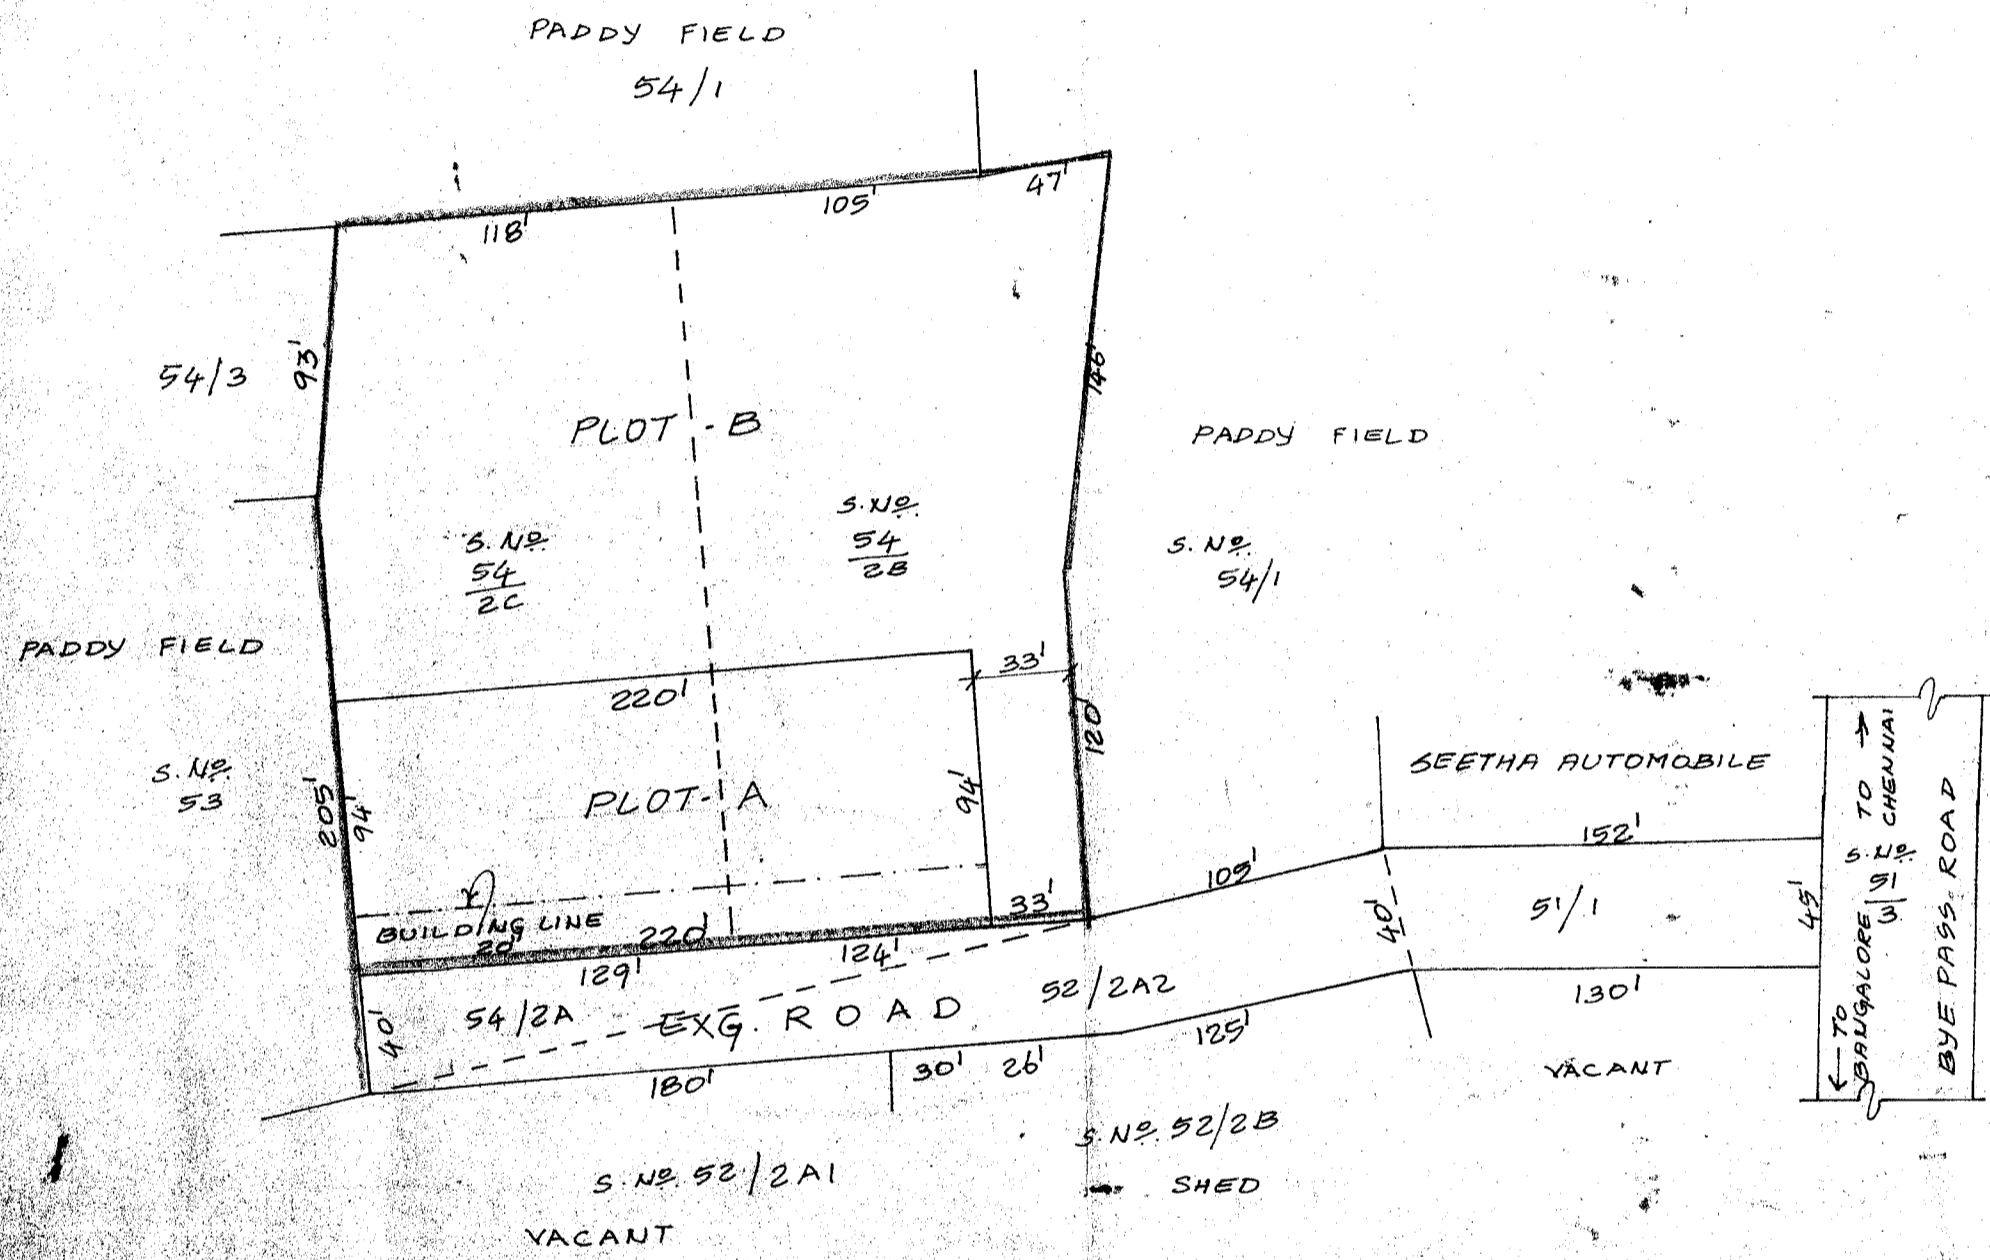 PADDY FIELD
54/1
118'
105'
47'
54/3
93'
146'
PLOT - B
PADDY FIELD
S.No.
54
2B
S.No
54
2C
S.No.
54/1
PADDY FIELD
33'
220'
120'
S.No.
53
205'
94'
PLOT - A
94'
SEETHA AUTOMOBILE
152'
105'
40'
51/1
45'
BUILDING LINE
20'
220'
33'
129'
124'
40'
54/2A
EXG. ROAD
52/2A2
125'
130'
180'
30'
26'
VACANT
S.No. 52/2B
SHED
S.No. 52/2A1
VACANT
TO CHENNAI
S.No.
51
3
TO BANGALORE
BYE PASS ROAD